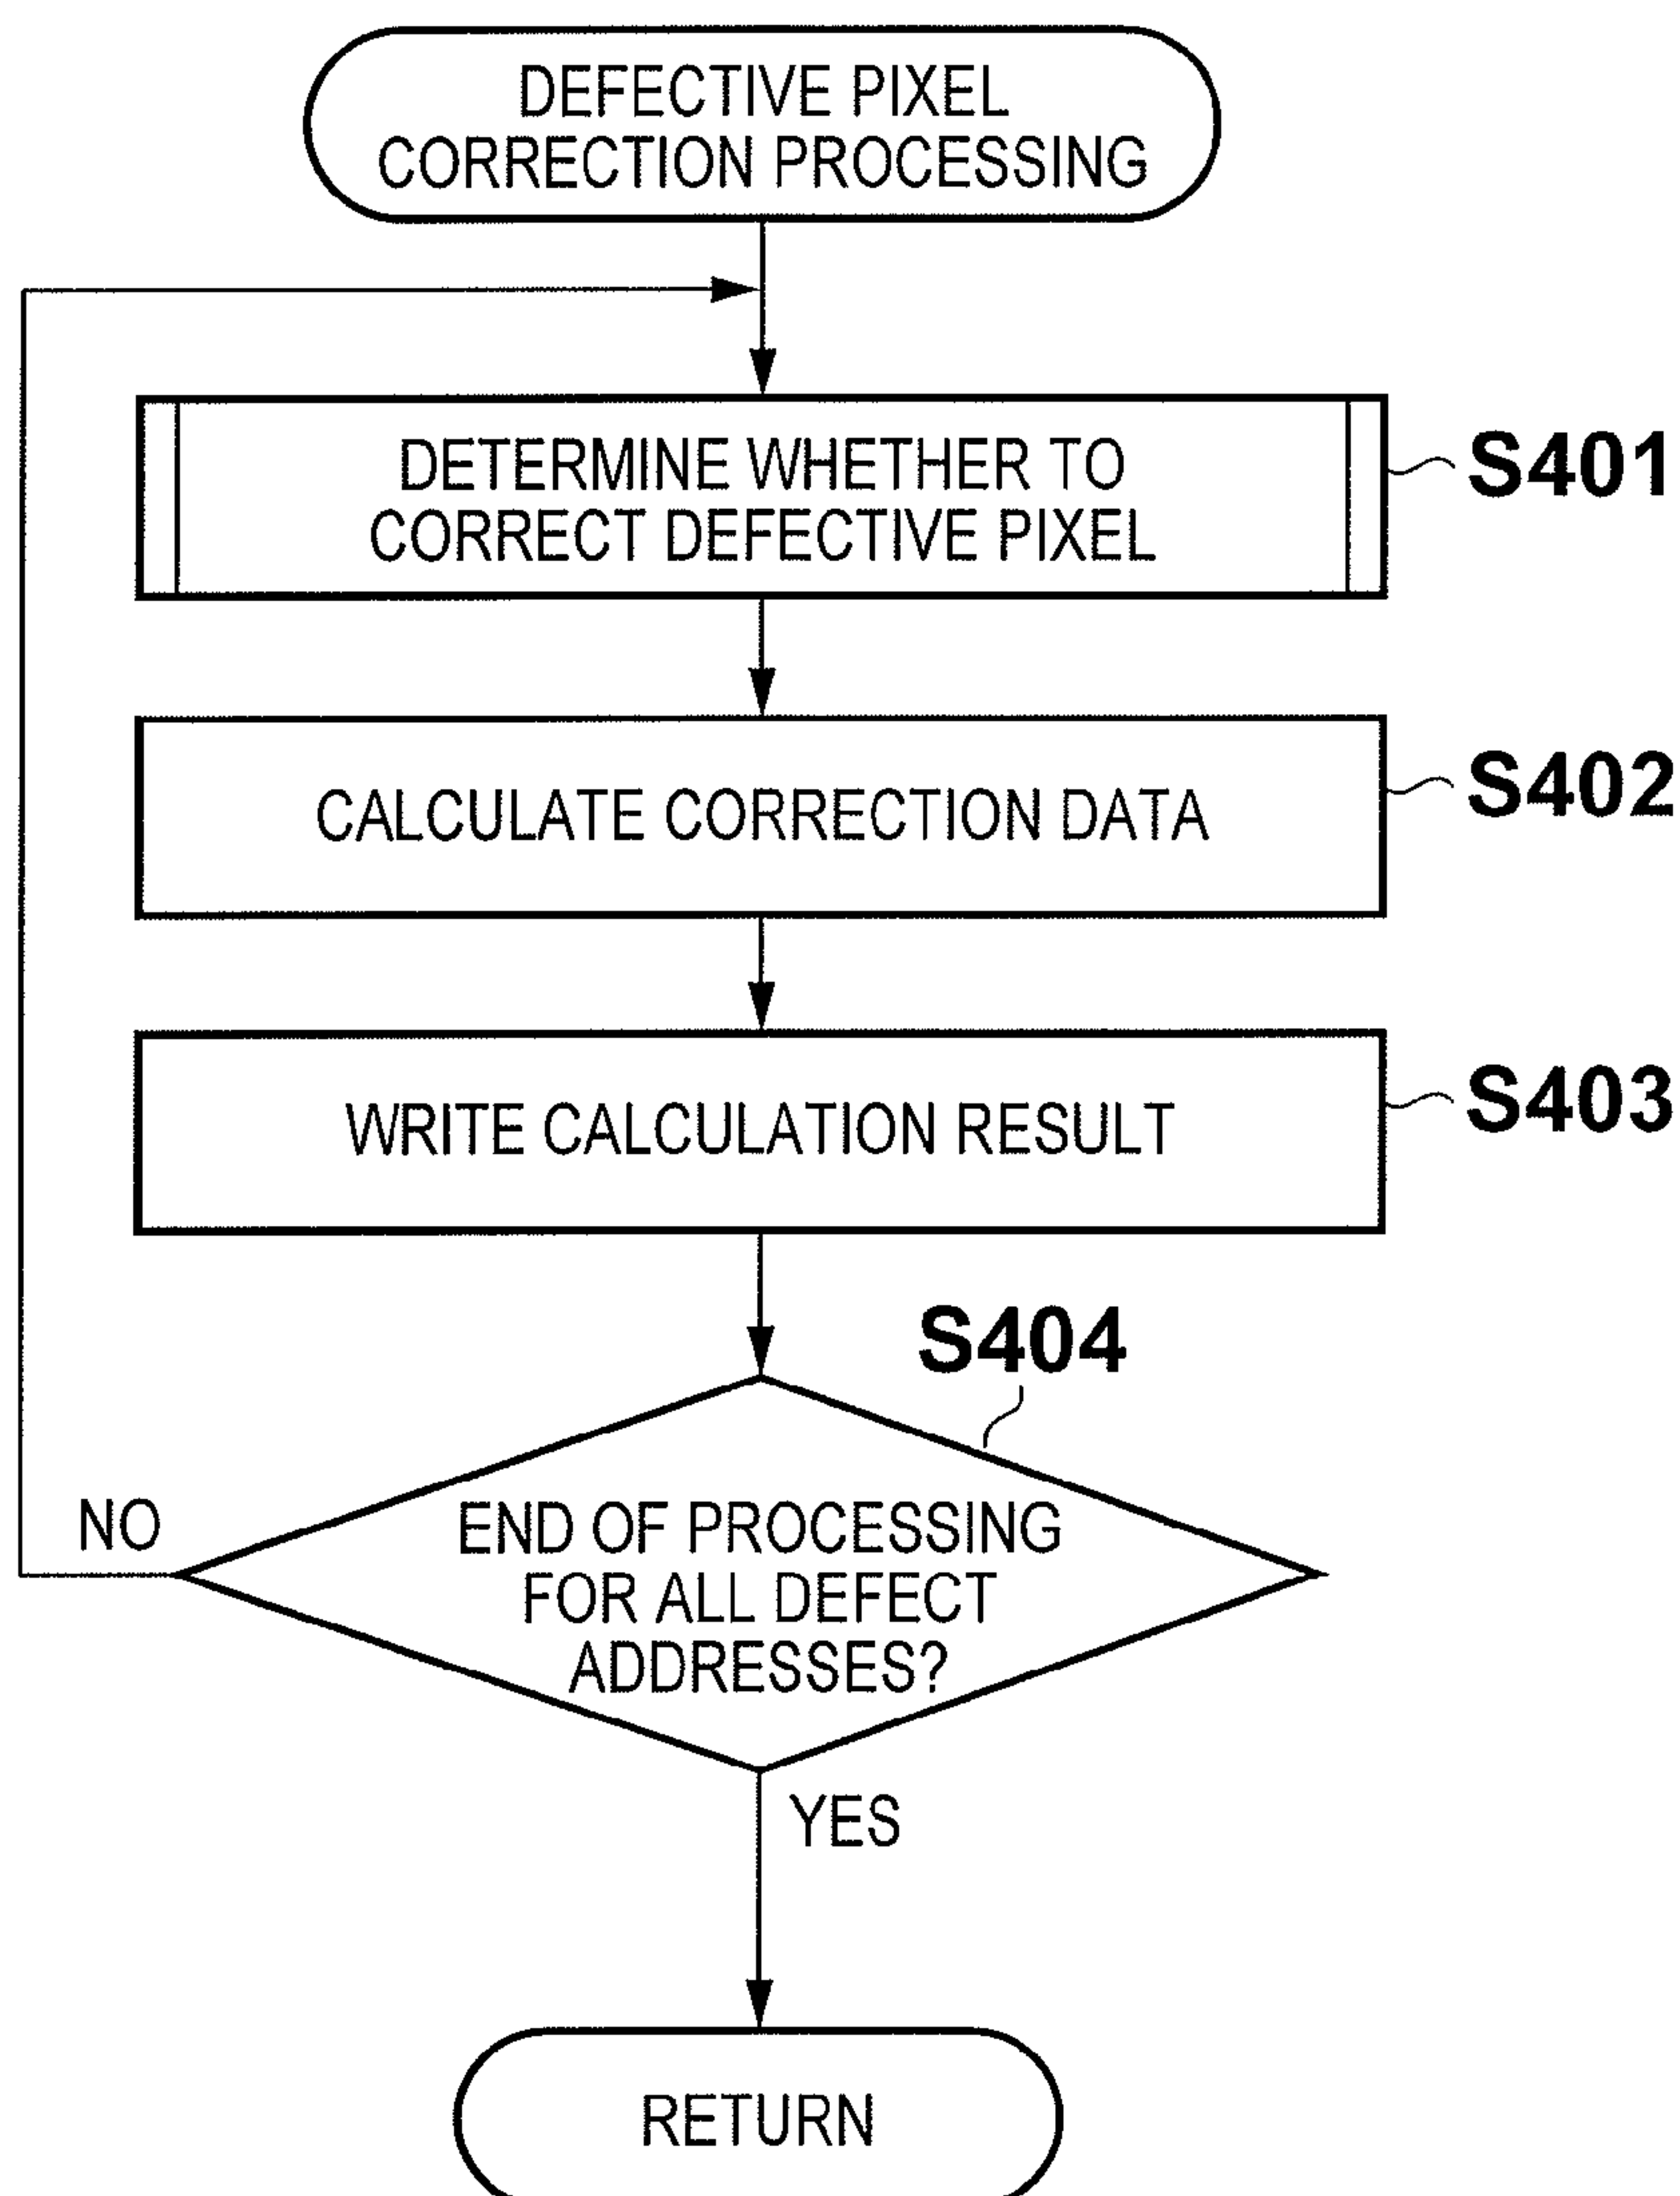 DEFECTIVE PIXEL
CORRECTION PROCESSING
DETERMINE WHETHER TO
CORRECT DEFECTIVE PIXEL
S401
CALCULATE CORRECTION DATA
S402
WRITE CALCULATION RESULT
S403
S404
END OF PROCESSING
FOR ALL DEFECT
ADDRESSES?
NO
YES
RETURN